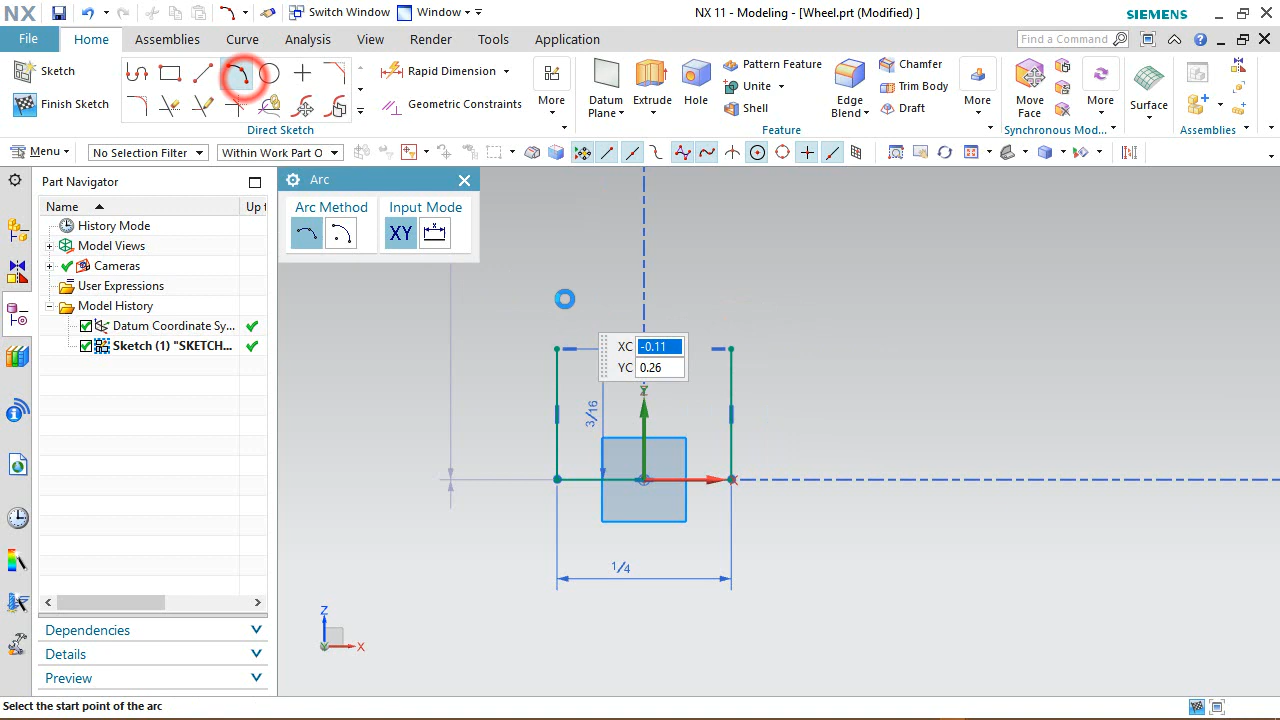 NX
Switch Window
Window
NX 11 - Modeling - [Wheel.prt (Modified) ]
SIEMENS
File
Home
Assemblies
Curve
Analysis
View
Render
Tools
Application
Find a Command
Sketch
Finish Sketch
Direct Sketch
Rapid Dimension
Geometric Constraints
More
Datum
Plane
Extrude
Hole
Pattern Feature
Unite
Shell
Edge
Blend
Chamfer
Trim Body
Draft
More
Feature
Move
Face
More
Synchronous Mod...
Surface
Assemblies
Menu
No Selection Filter
Within Work Part O
Part Navigator
Name
Up t
History Mode
Model Views
Cameras
User Expressions
Model History
Datum Coordinate Sy...
Sketch (1) "SKETCH...
Dependencies
Details
Preview
Arc
Arc Method
Input Mode
XY
XC -0.11
YC 0.26
3/16
Z
X
1/4
Z
Y
X
Select the start point of the arc